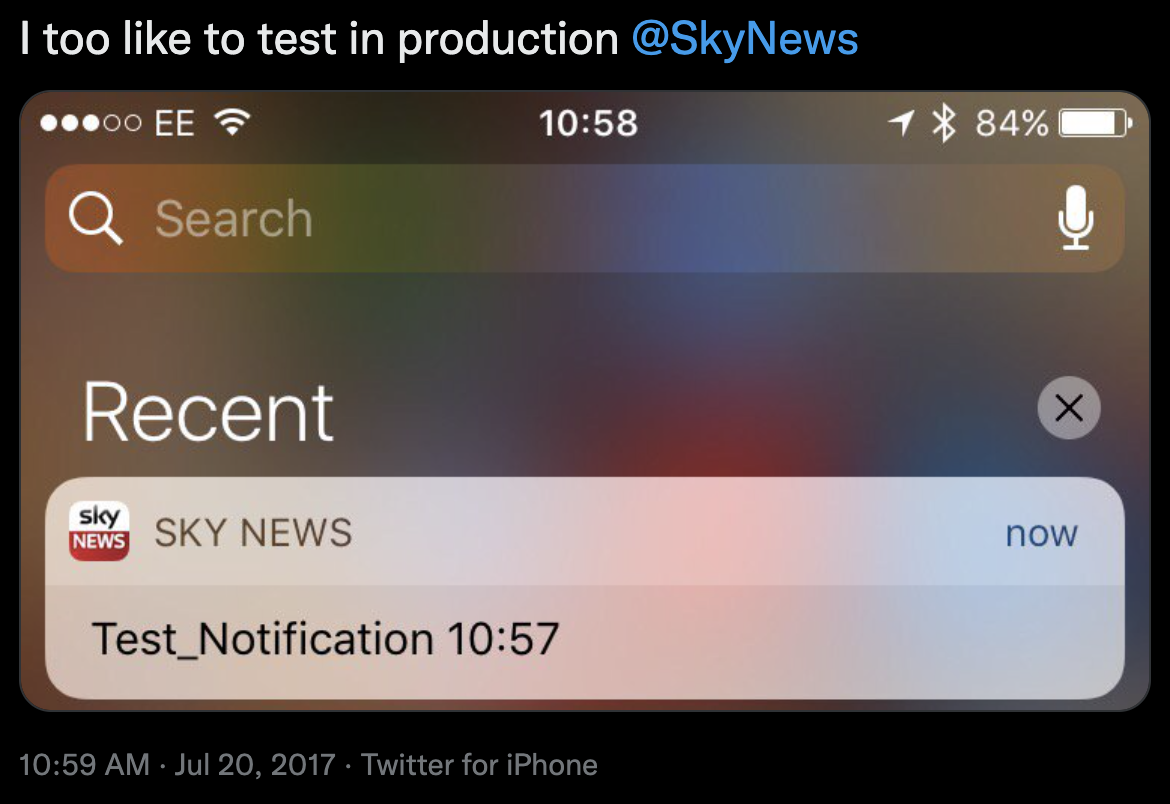 I too like to test in production @SkyNews
EE 10:58 84%
Search
Recent
sky NEWS SKY NEWS now
Test_Notification 10:57
10:59 AM · Jul 20, 2017 · Twitter for iPhone